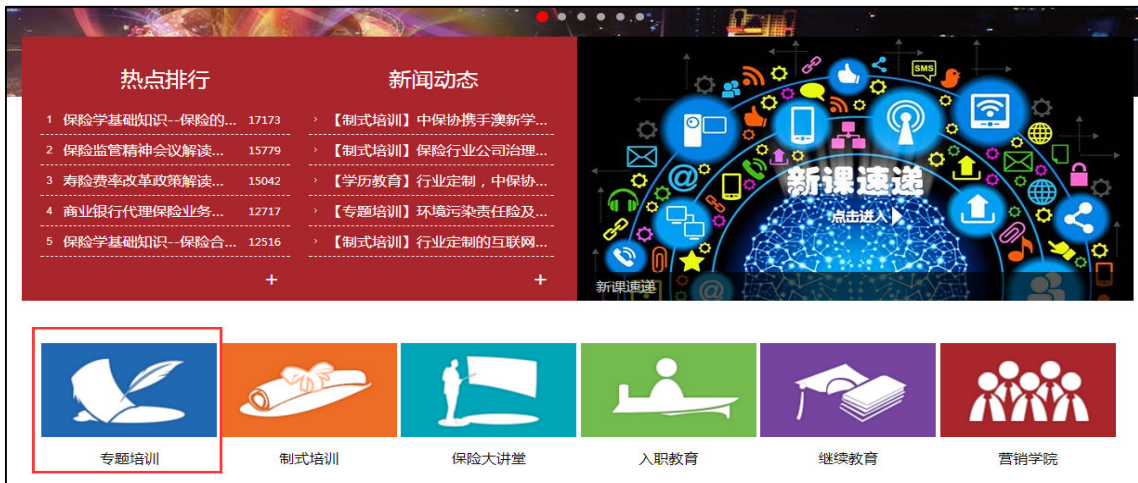 热点排行
1 保险学基础知识--保险的... 17173
2 保险监管精神会议解读... 15779
3 寿险费率改革政策解读... 15042
4 商业银行代理保险业务... 12717
5 保险学基础知识--保险合... 12516
+
新闻动态
› 【制式培训】中保协携手澳新学...
› 【制式培训】保险行业公司治理...
› 【学历教育】行业定制，中保协...
› 【专题培训】环境污染责任险及...
› 【制式培训】行业定制的互联网...
+
SMS
@
新课速递
点击进入
@
新课速递
专题培训
制式培训
保险大讲堂
入职教育
继续教育
营销学院